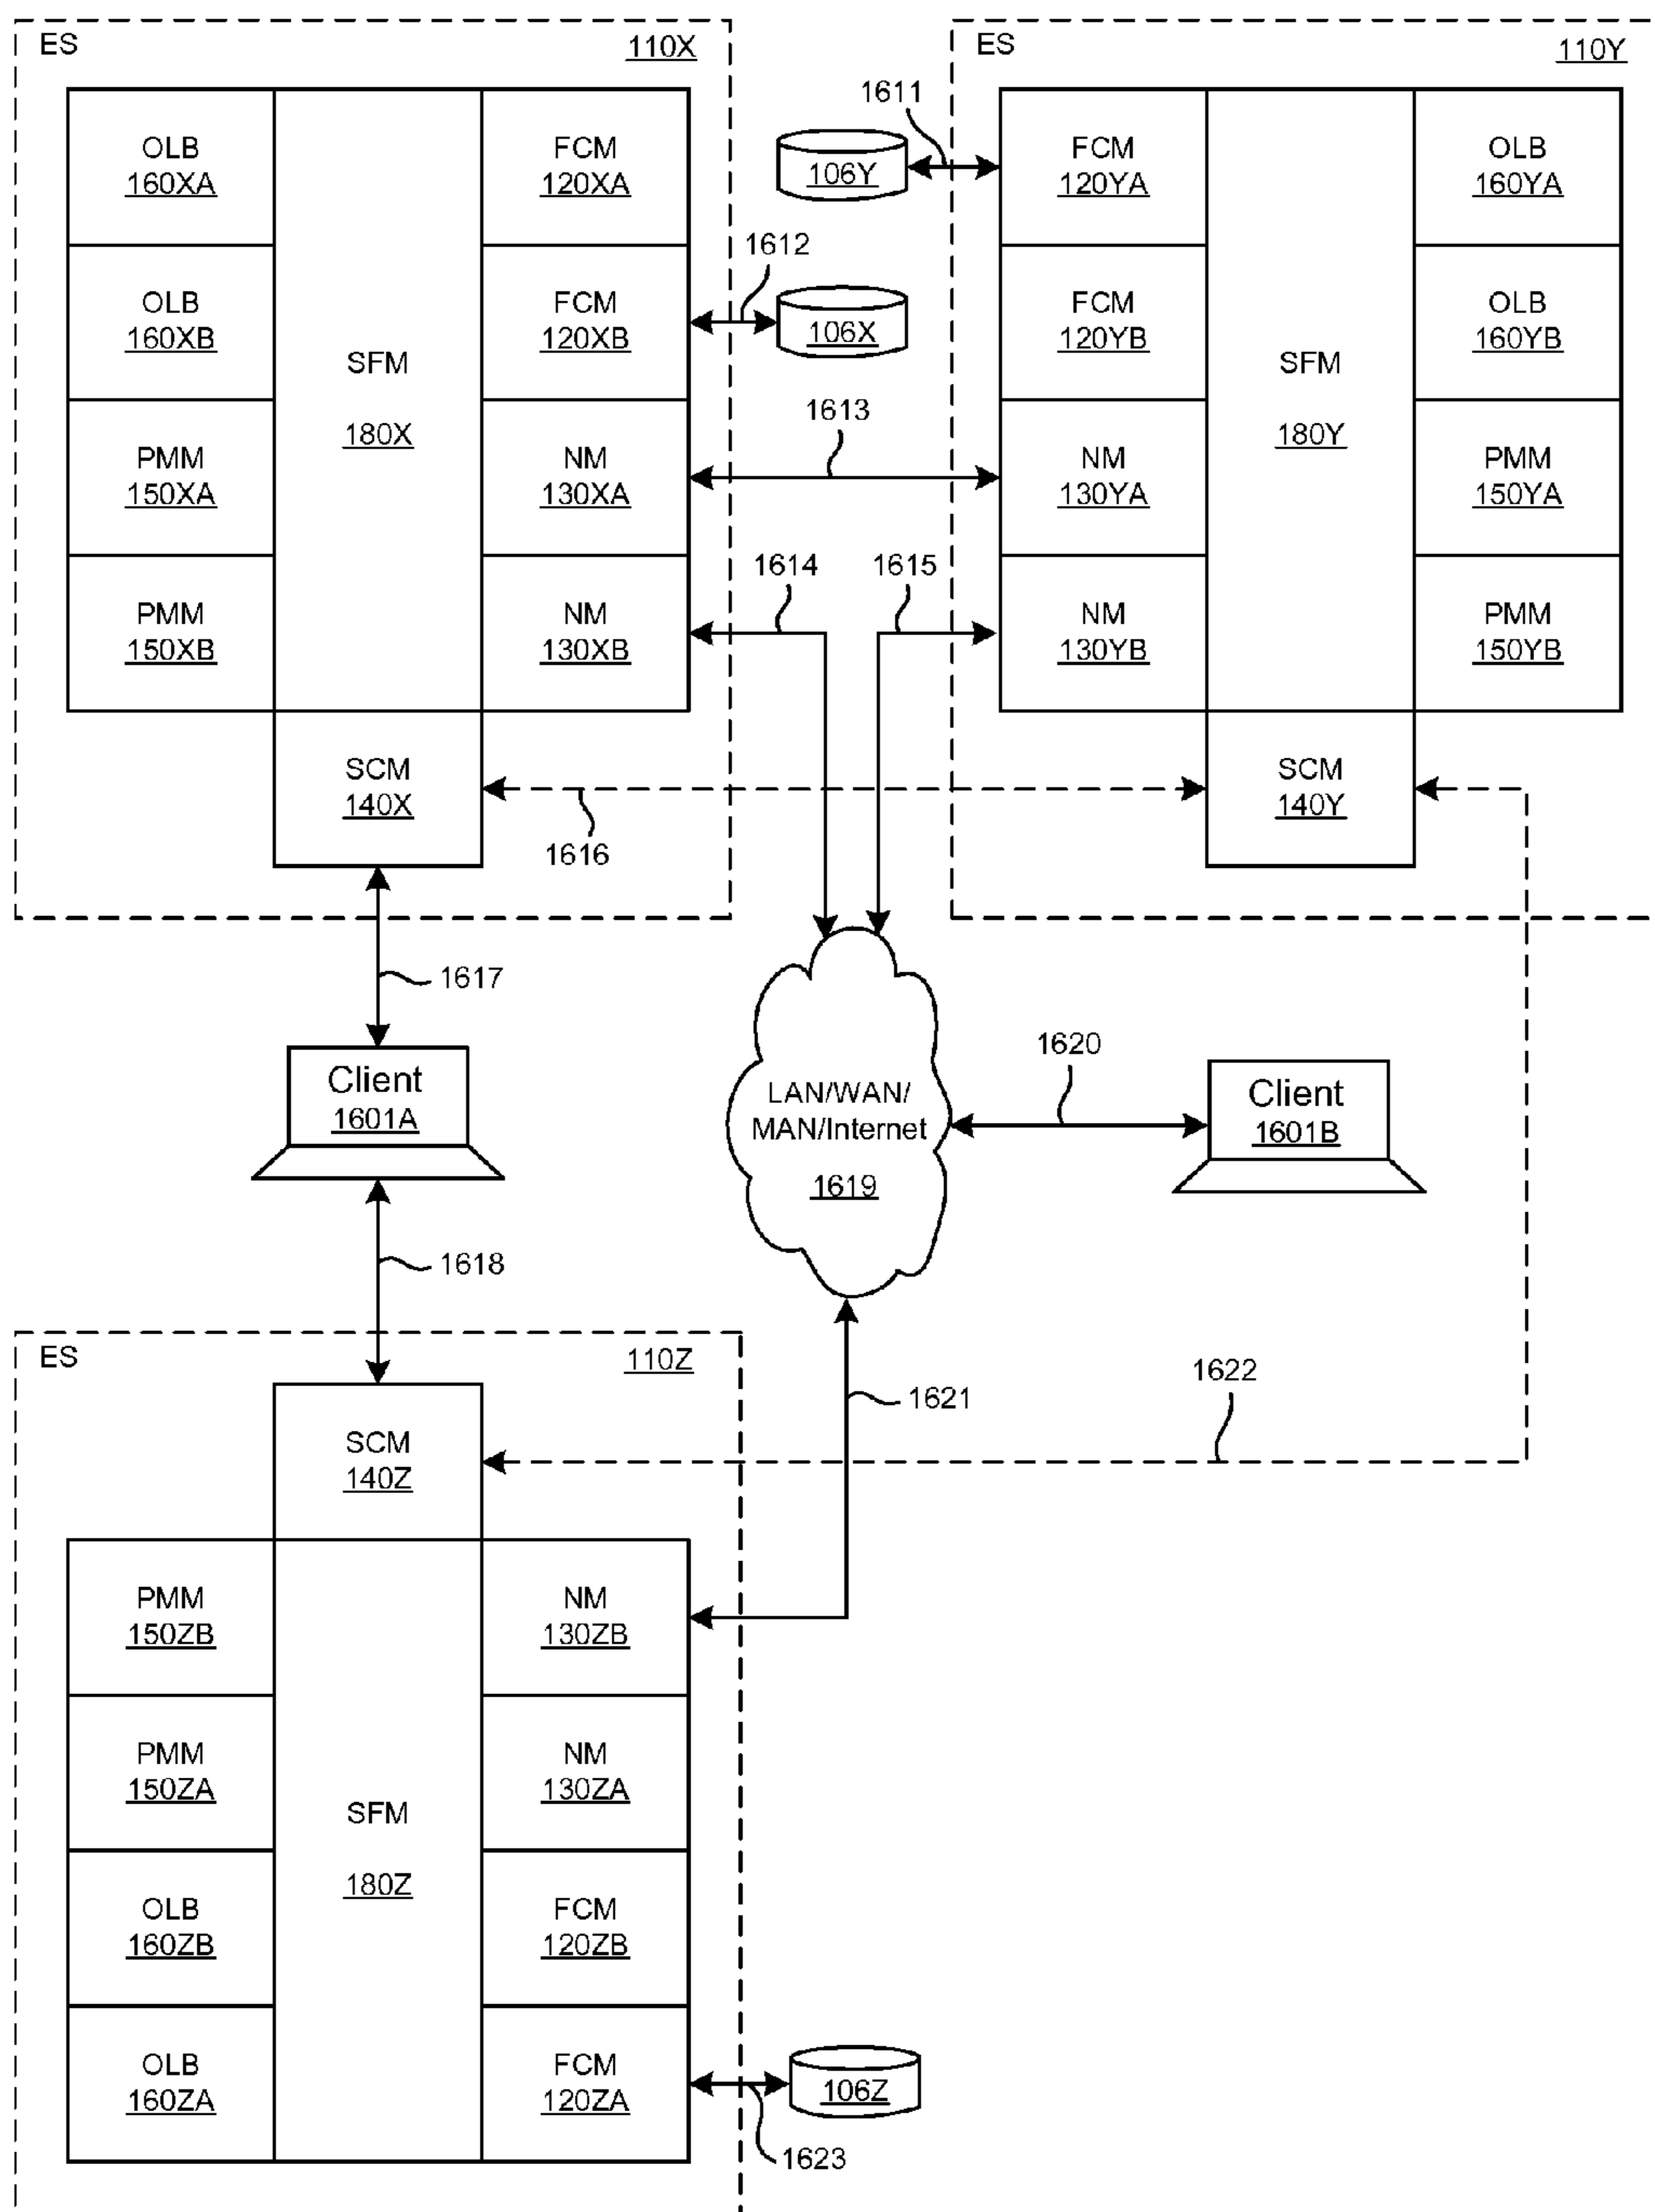 ES
110X
OLB
160XA
OLB
160XB
PMM
150XA
PMM
150XB
SFM
180X
FCM
120XA
FCM
120XB
NM
130XA
NM
130XB
SCM
140X
1611
106Y
1612
106X
1613
1614
1615
1616
ES
110Y
FCM
120YA
FCM
120YB
NM
130YA
NM
130YB
SFM
180Y
OLB
160YA
OLB
160YB
PMM
150YA
PMM
150YB
SCM
140Y
1617
Client
1601A
1618
LAN/WAN/
MAN/Internet
1619
1620
Client
1601B
1621
1622
ES
110Z
SCM
140Z
PMM
150ZB
PMM
150ZA
OLB
160ZB
OLB
160ZA
SFM
180Z
NM
130ZB
NM
130ZA
FCM
120ZB
FCM
120ZA
106Z
1623